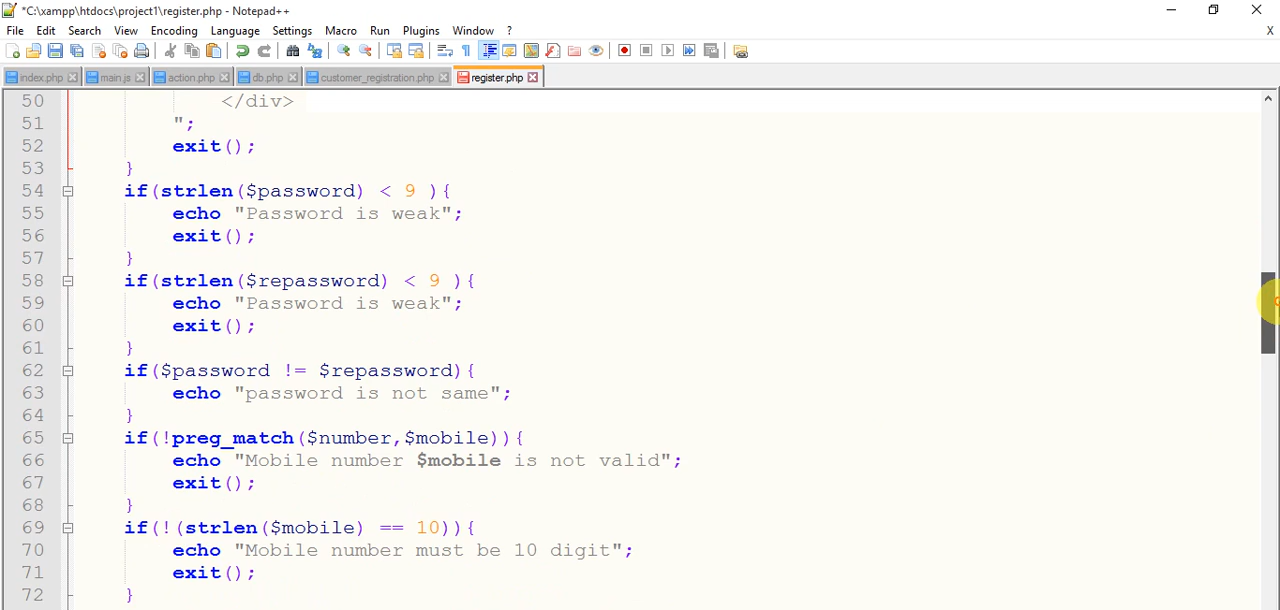 *C:\xampp\htdocs\project1\register.php - Notepad++
File Edit Search View Encoding Language Settings Macro Run Plugins Window ?
X
index.php main.js action.php db.php customer_registration.php register.php
50 </div>
51 ";
52 exit();
53 }
54 if(strlen($password) < 9 ){
55 echo "Password is weak";
56 exit();
57 }
58 if(strlen($repassword) < 9 ){
59 echo "Password is weak";
60 exit();
61 }
62 if($password != $repassword){
63 echo "password is not same";
64 }
65 if(!preg_match($number,$mobile)){
66 echo "Mobile number $mobile is not valid";
67 exit();
68 }
69 if(!(strlen($mobile) == 10)){
70 echo "Mobile number must be 10 digit";
71 exit();
72 }